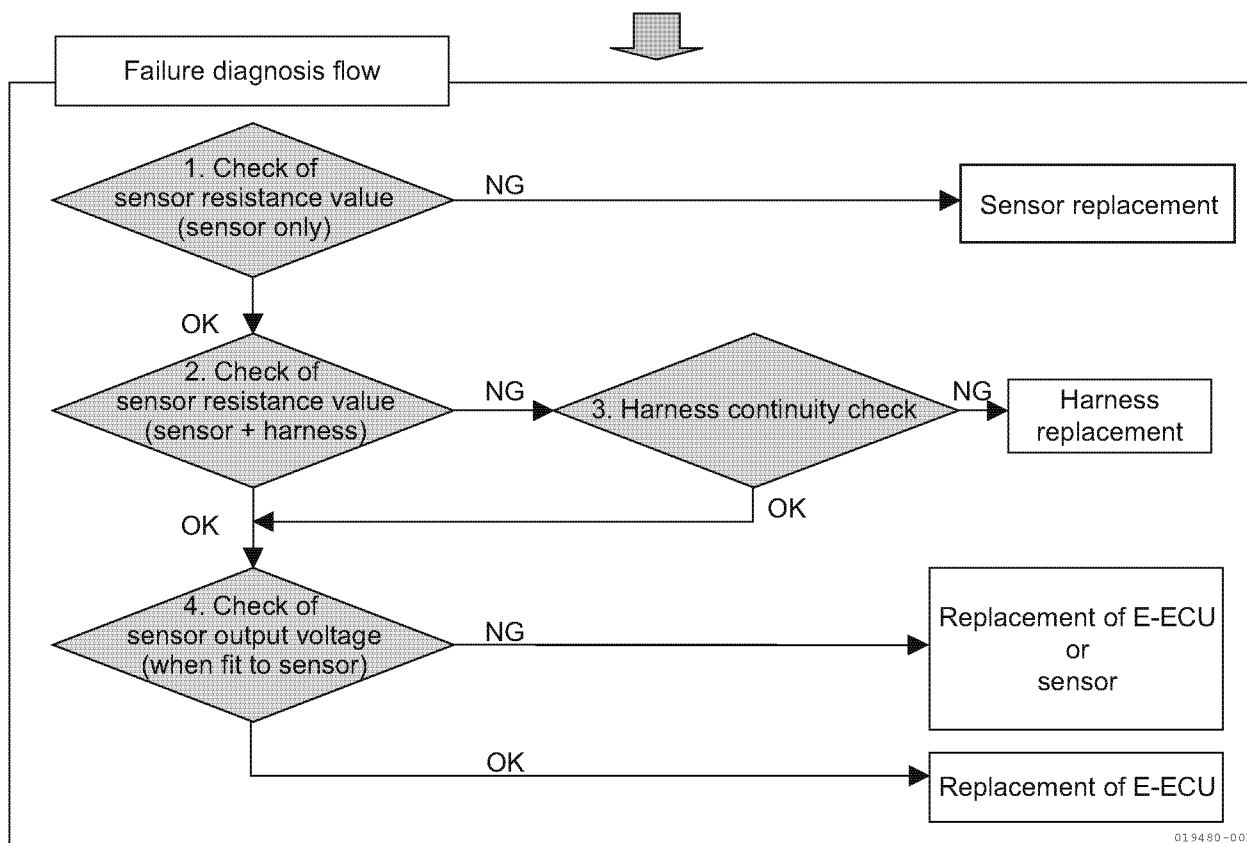 Failure diagnosis flow
1. Check of
sensor resistance value
(sensor only)
NG
Sensor replacement
OK
2. Check of
sensor resistance value
(sensor + harness)
NG
3. Harness continuity check
NG
Harness
replacement
OK
OK
4. Check of
sensor output voltage
(when fit to sensor)
NG
Replacement of E-ECU
or
sensor
OK
Replacement of E-ECU